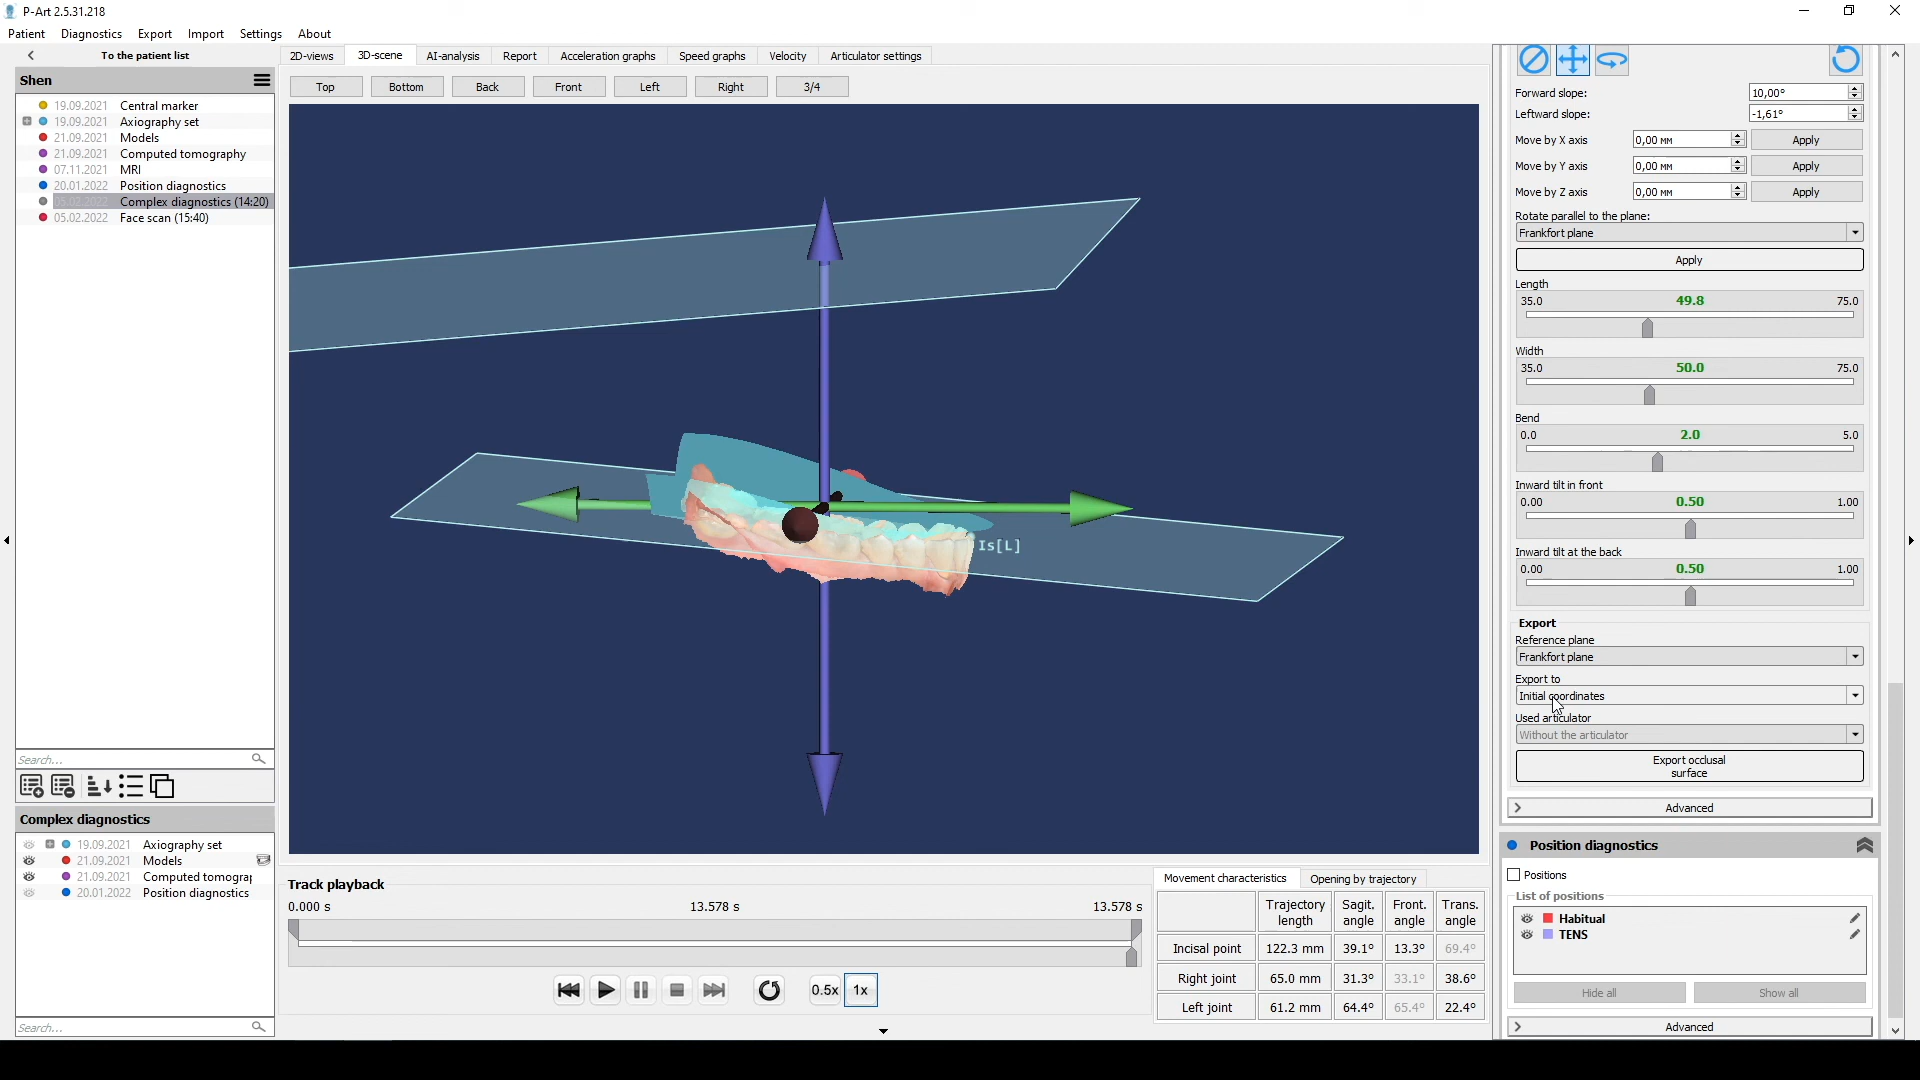 P-Art 2.5.31.218
Patient Diagnostics Export Import Settings About
To the patient list
Shen
19.09.2021 Central marker
19.09.2021 Axiography set
21.09.2021 Models
21.09.2021 Computed tomography
07.11.2021 MRI
20.01.2022 Position diagnostics
05.02.2022 Complex diagnostics (14:20)
05.02.2022 Face scan (15:40)
Search...
Complex diagnostics
19.09.2021 Axiography set
21.09.2021 Models
21.09.2021 Computed tomograp
20.01.2022 Position diagnostics
Search...
2D-views 3D-scene AI-analysis Report Acceleration graphs Speed graphs Velocity Articulator settings
Top Bottom Back Front Left Right 3/4
Is[L]
Track playback
0.000 s 13.578 s 13.578 s
0.5x 1x
Movement characteristics Opening by trajectory
Trajectory length Sagit. angle Front. angle Trans. angle
Incisal point 122.3 mm 39.1° 13.3° 69.4°
Right joint 65.0 mm 31.3° 33.1° 38.6°
Left joint 61.2 mm 64.4° 65.4° 22.4°
Forward slope: 10,00°
Leftward slope: -1,61°
Move by X axis 0,00 мм Apply
Move by Y axis 0,00 мм Apply
Move by Z axis 0,00 мм Apply
Rotate parallel to the plane:
Frankfort plane
Apply
Length
35.0 49.8 75.0
Width
35.0 50.0 75.0
Bend
0.0 2.0 5.0
Inward tilt in front
0.00 0.50 1.00
Inward tilt at the back
0.00 0.50 1.00
Export
Reference plane
Frankfort plane
Export to
Initial coordinates
Used articulator
Without the articulator
Export occlusal
surface
Advanced
Position diagnostics
Positions
List of positions
Habitual
TENS
Hide all Show all
Advanced